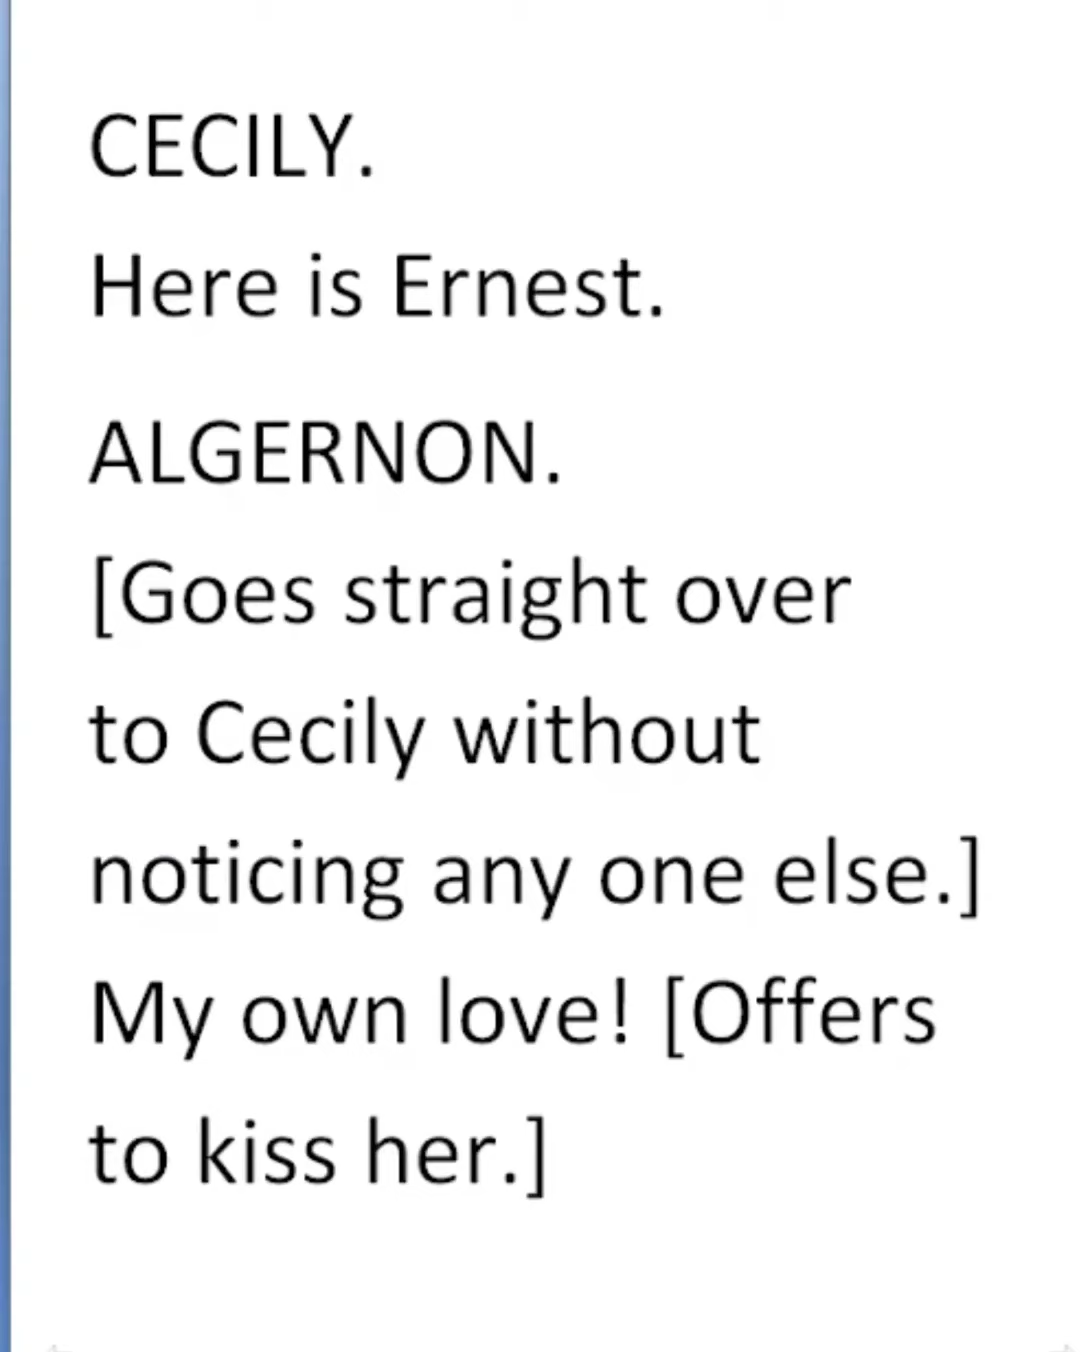 CECILY.
Here is Ernest.
ALGERNON.
[Goes straight over
to Cecily without
noticing any one else.]
My own love! [Offers
to kiss her.]